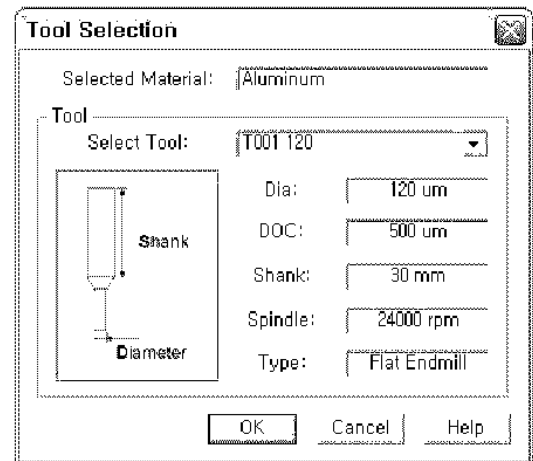 Tool Selection
Selected Material: Aluminum
Tool
Select Tool: T001 120
Shank
Diameter
Dia: 120 um
DOC: 500 um
Shank: 30 mm
Spindle: 24000 rpm
Type: Flat Endmill
OK Cancel Help